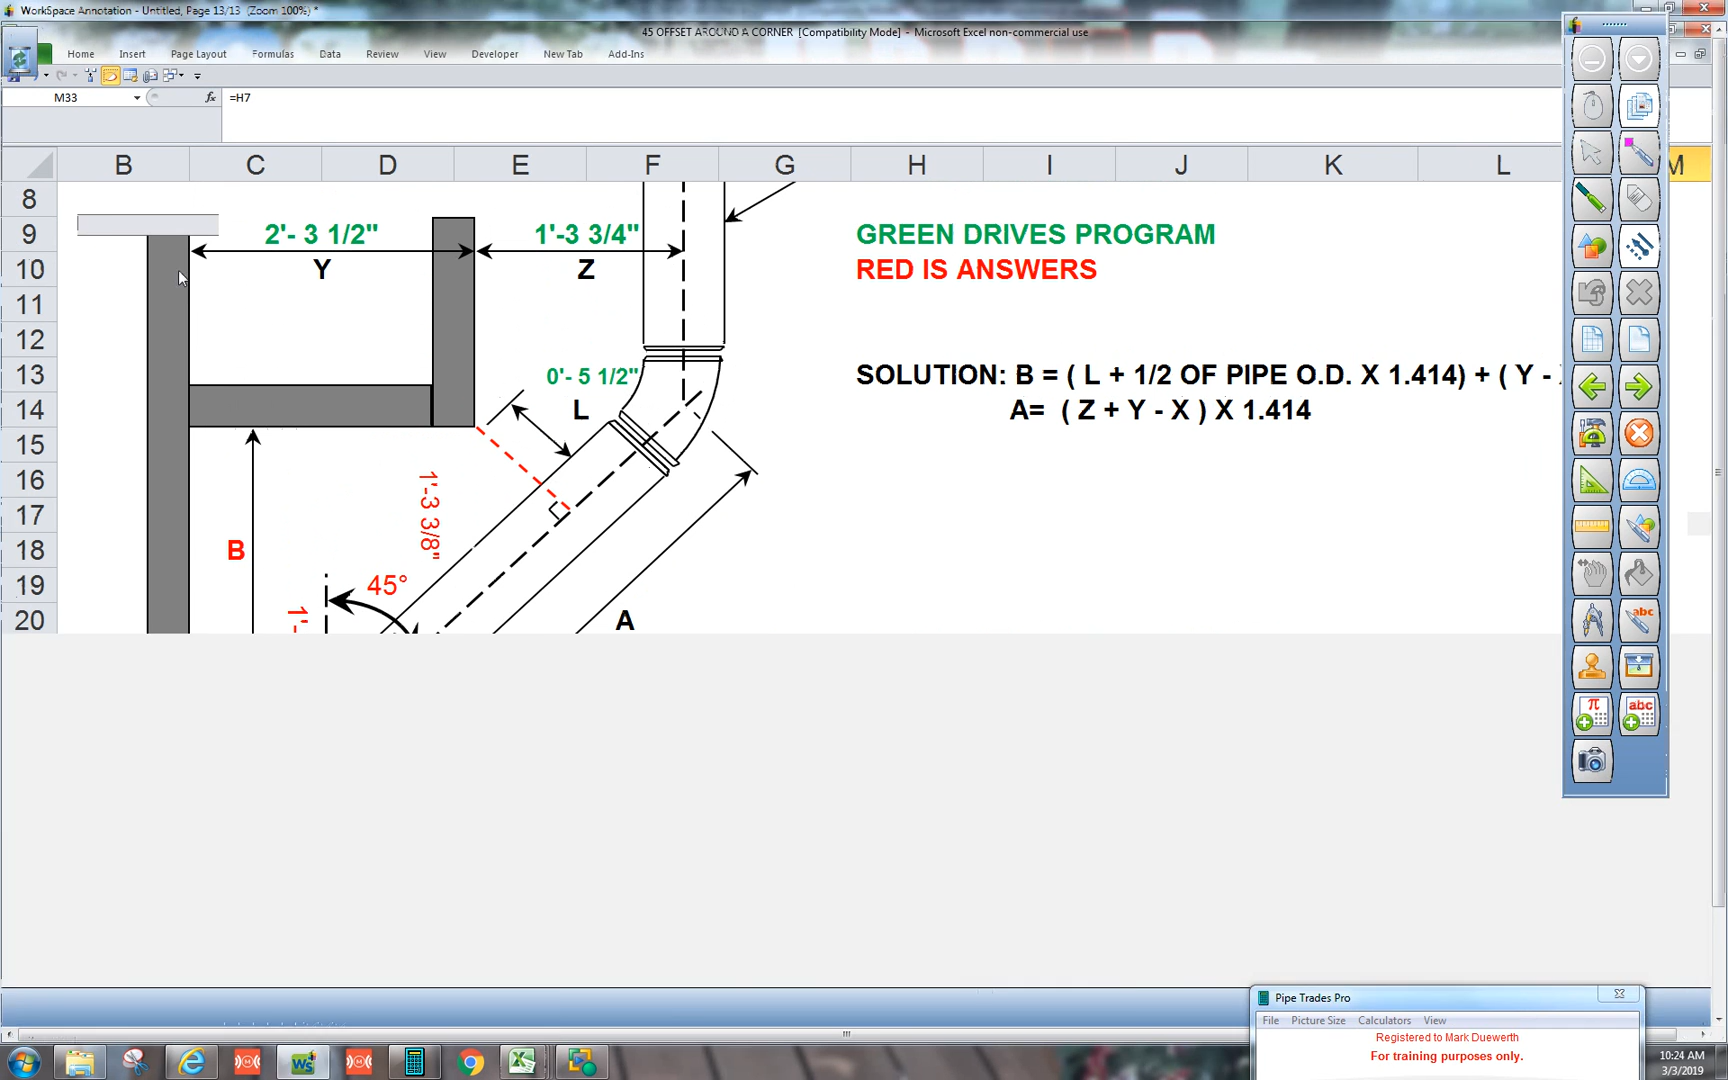 WorkSpace Annotation - Untitled, Page 13/13 (Zoom 100%) *
45 OFFSET AROUND A CORNER [Compatibility Mode] - Microsoft Excel non-commercial use
Home Insert Page Layout Formulas Data Review View Developer New Tab Add-Ins
M33 fx =H7
B C D E F G H I J K L M
8
9
10
11
12
13
14
15
16
17
18
19
20
2'- 3 1/2" 1'-3 3/4"
Y Z
GREEN DRIVES PROGRAM
RED IS ANSWERS
0'- 5 1/2"
L
SOLUTION: B = ( L + 1/2 OF PIPE O.D. X 1.414) + ( Y -
A= ( Z + Y - X ) X 1.414
1'-3 3/8"
B
45°
1'-
A
π
abc
abc
Pipe Trades Pro
File Picture Size Calculators View
Registered to Mark Duewerth
For training purposes only.
10:24 AM
3/3/2019